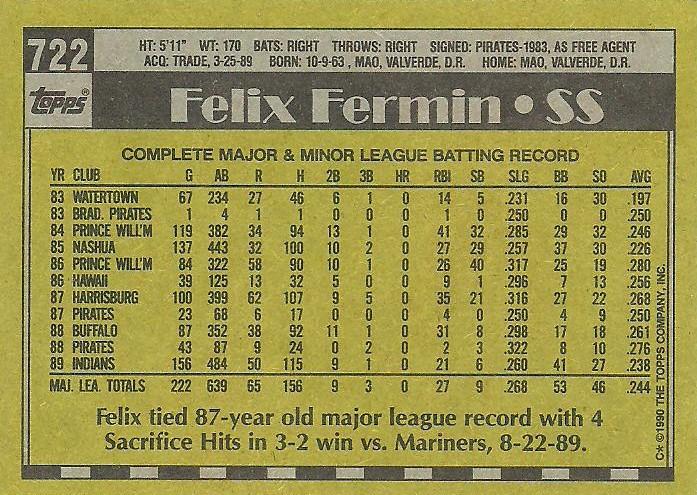 722
HT: 5'11" WT: 170 BATS: RIGHT THROWS: RIGHT SIGNED: PIRATES-1983, AS FREE AGENT
ACQ: TRADE, 3-25-89 BORN: 10-9-63 , MAO, VALVERDE, D.R. HOME: MAO, VALVERDE, D.R.
topps®
Felix Fermin • SS
COMPLETE MAJOR & MINOR LEAGUE BATTING RECORD
YR CLUB G AB R H 2B 3B HR RBI SB SLG BB SO AVG
83 WATERTOWN 67 234 27 46 6 1 0 14 5 .231 16 30 .197
83 BRAD. PIRATES 1 4 1 1 0 0 0 1 0 .250 0 0 .250
84 PRINCE WILL'M 119 382 34 94 13 1 0 41 32 .285 29 32 .246
85 NASHUA 137 443 32 100 10 2 0 27 29 .257 37 30 .226
86 PRINCE WILL'M 84 322 58 90 10 1 0 26 40 .317 25 19 .280
86 HAWAII 39 125 13 32 5 0 0 9 1 .296 7 13 .256
87 HARRISBURG 100 399 62 107 9 5 0 35 21 .316 27 22 .268
87 PIRATES 23 68 6 17 0 0 0 4 0 .250 4 9 .250
88 BUFFALO 87 352 38 92 11 1 0 31 8 .298 17 18 .261
88 PIRATES 43 87 9 24 0 2 0 2 3 .322 8 10 .276
89 INDIANS 156 484 50 115 9 1 0 21 6 .260 41 27 .238
MAJ. LEA. TOTALS 222 639 65 156 9 3 0 27 9 .268 53 46 .244
Felix tied 87-year old major league record with 4
Sacrifice Hits in 3-2 win vs. Mariners, 8-22-89.
C* ©1990 THE TOPPS COMPANY, INC.